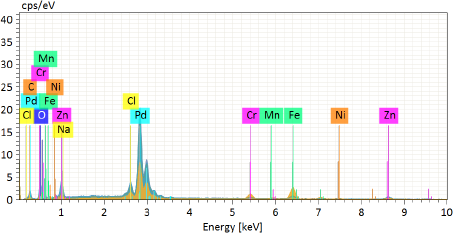 cps/eV
40
35
30
25
20
15
10
5
0
Mn
Cr
C Ni
Pd Fe
Cl O Zn Cl Pd Cr Mn Fe Ni Zn
Na
1 2 3 4 5 6 7 8 9 10
Energy [keV]